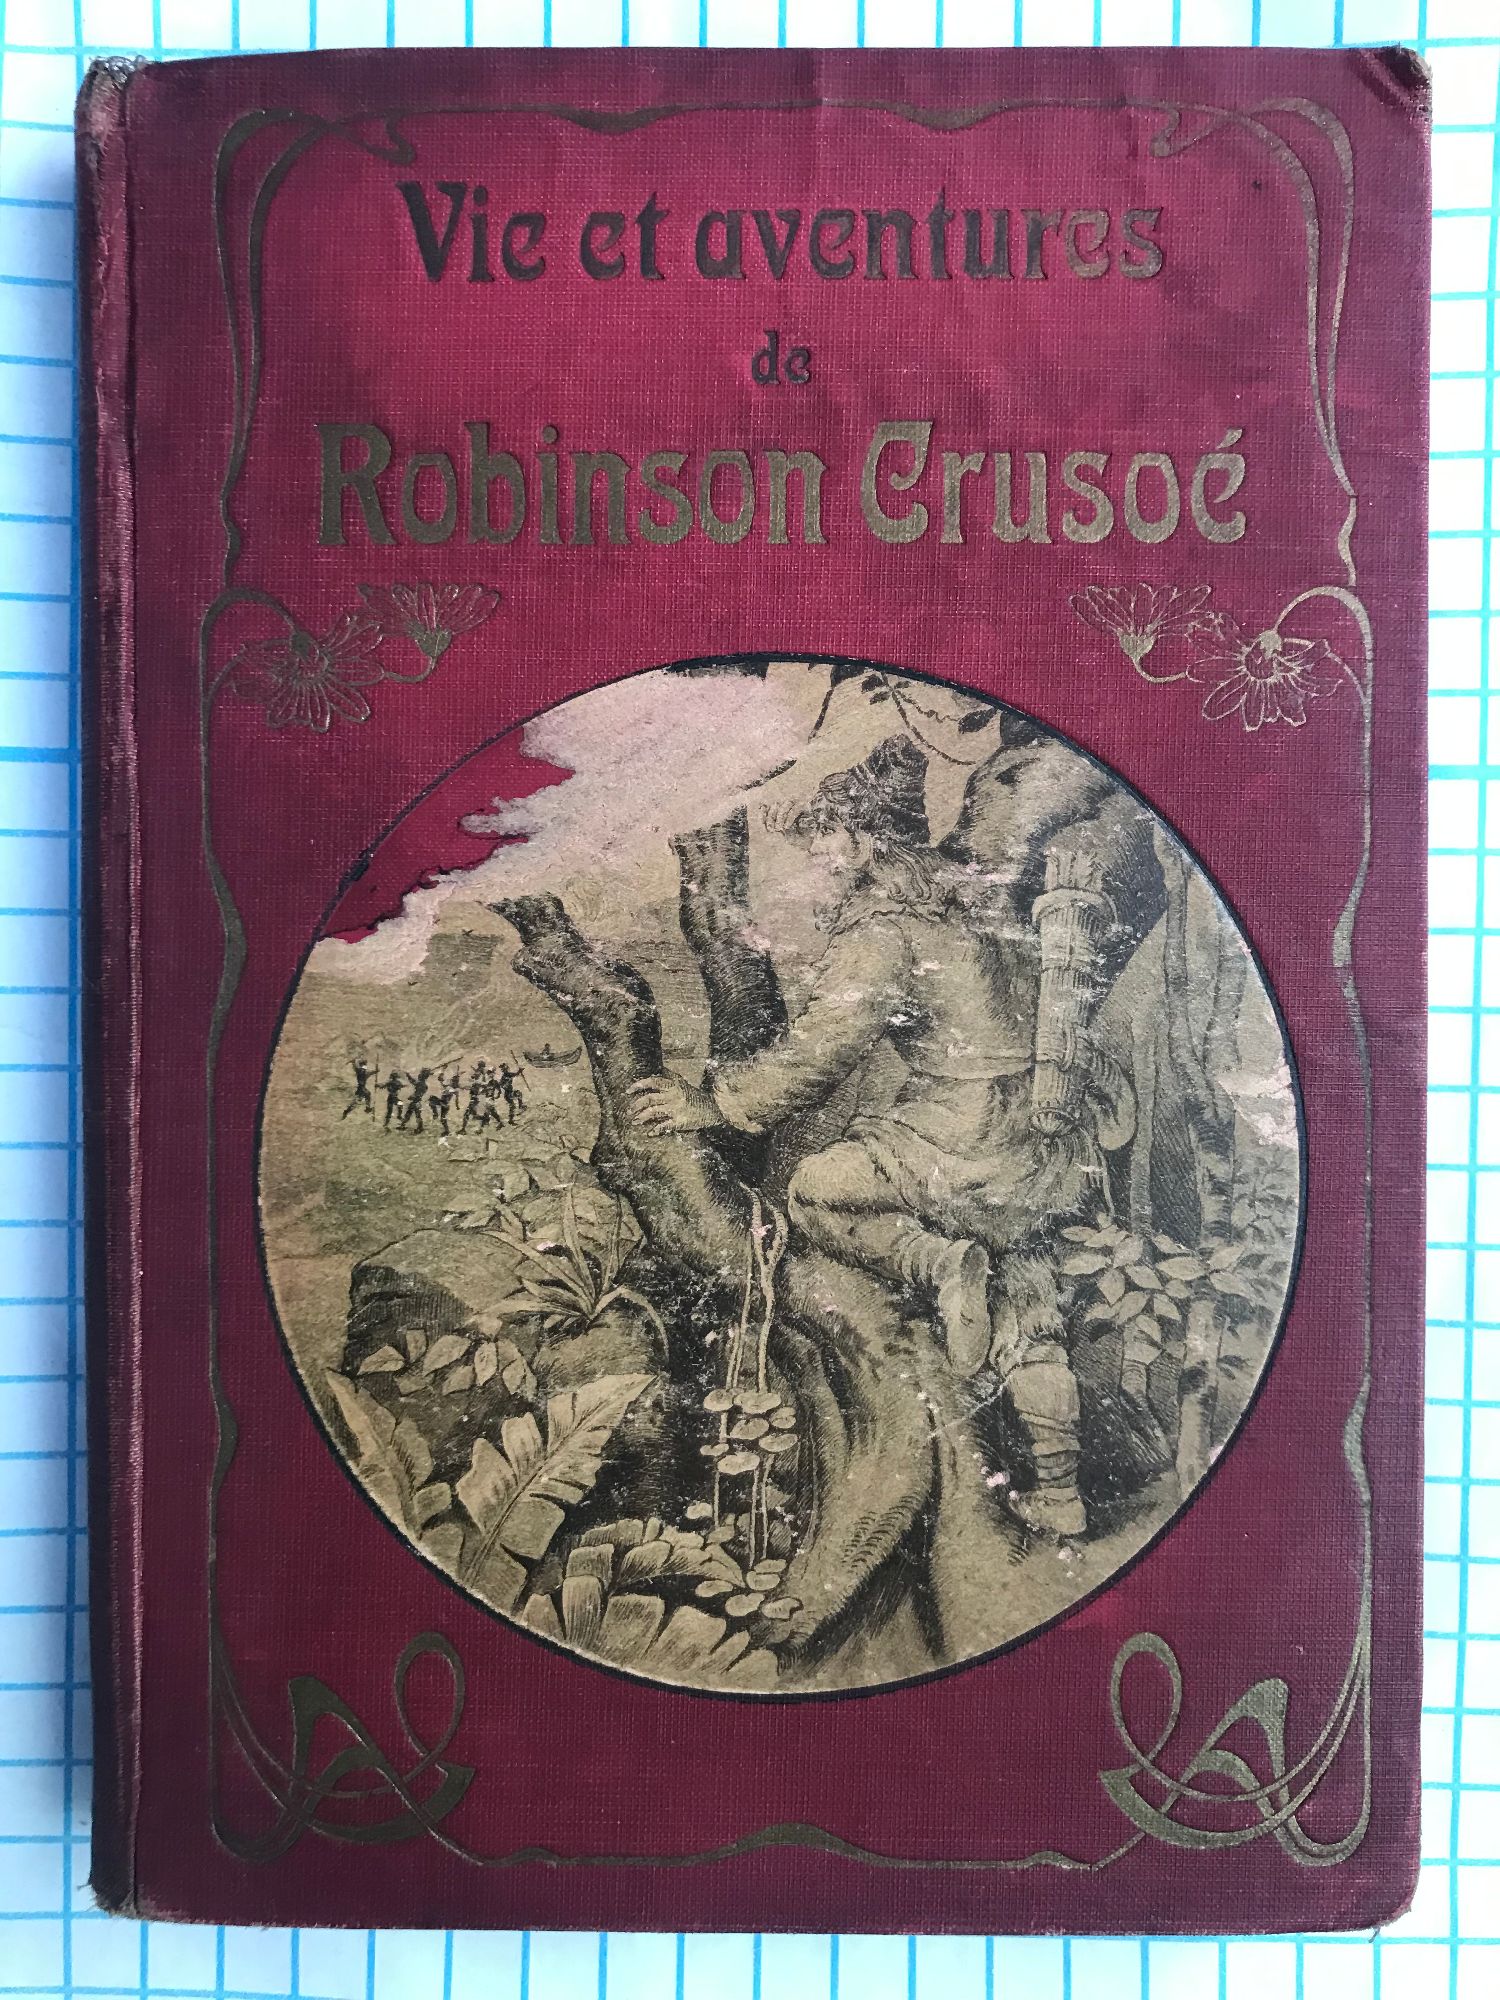 Vie et aventures
de
Robinson Crusoé